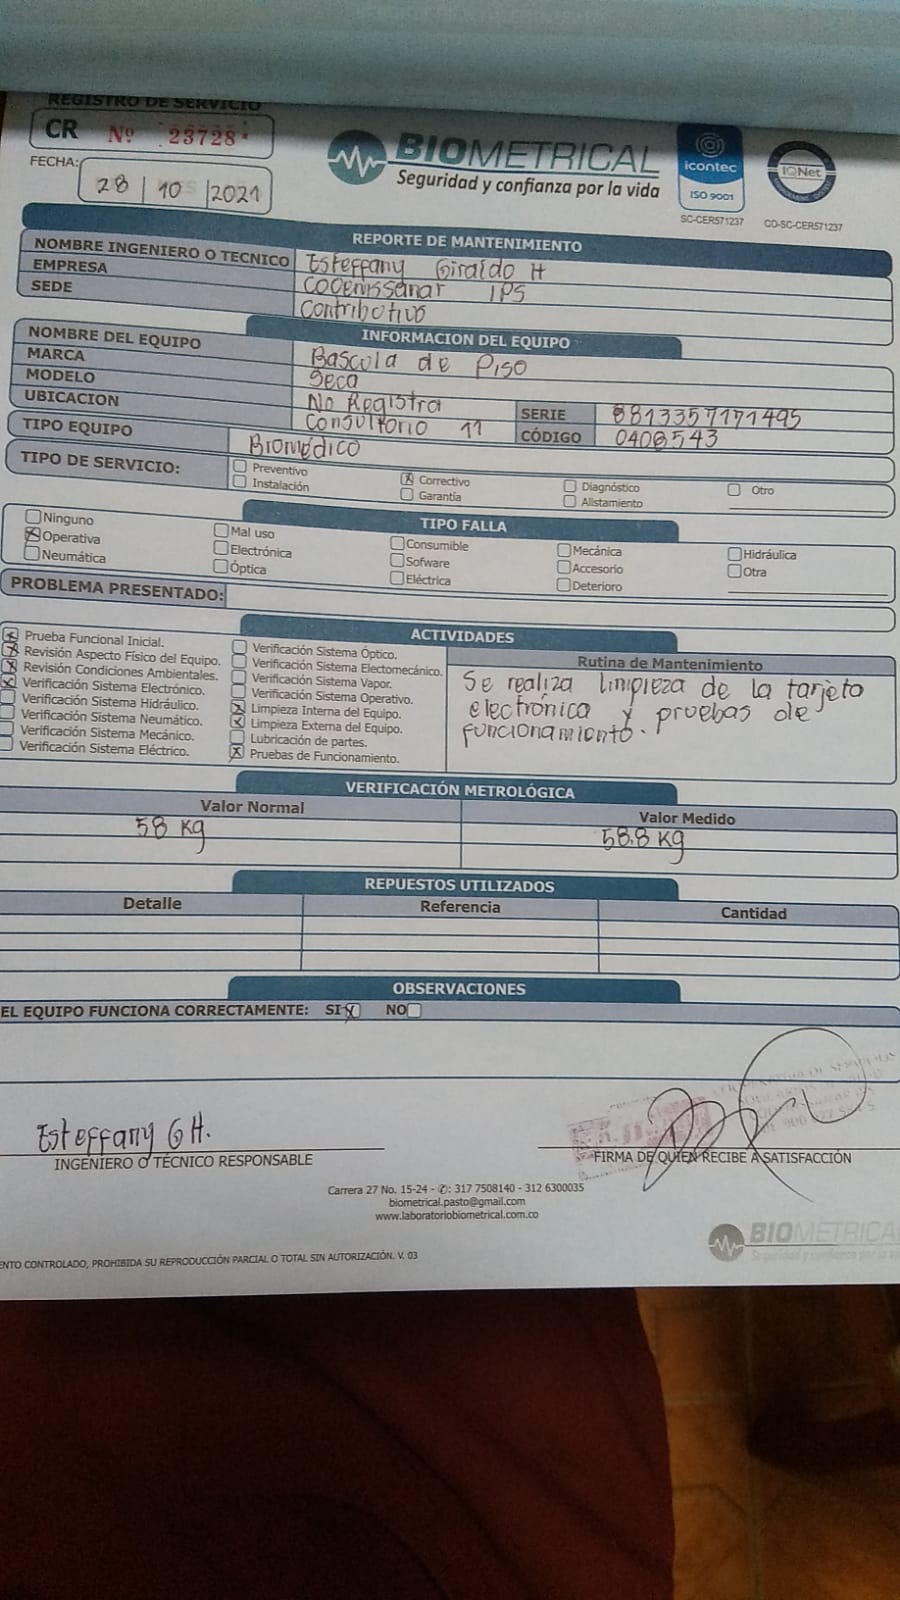 REGISTRO DE SERVICIO
CR Nº 23728
FECHA: 28 | 10 | 2021
BIOMETRICAL
Seguridad y confianza por la vida
icontec
ISO 9001
SC-CER571237
IQNet
CO-SC-CER571237
REPORTE DE MANTENIMIENTO
NOMBRE INGENIERO O TECNICO Esteffany Giraldo H
EMPRESA Cooemssanar IPS
SEDE Contributivo
INFORMACION DEL EQUIPO
NOMBRE DEL EQUIPO Bascula de Piso
MARCA Seca
MODELO No Registra
UBICACION Consultorio 11
SERIE 8813357171495
CÓDIGO 0408543
TIPO EQUIPO Biomédico
TIPO DE SERVICIO:
Preventivo Correctivo Diagnóstico Otro
Instalación Garantía Alistamiento
TIPO FALLA
Ninguno Mal uso Consumible Mecánica Hidráulica
Operativa Electrónica Sofware Accesorio Otra
Neumática Óptica Eléctrica Deterioro
PROBLEMA PRESENTADO:
ACTIVIDADES
Prueba Funcional Inicial.
Revisión Aspecto Físico del Equipo.
Revisión Condiciones Ambientales.
Verificación Sistema Electrónico.
Verificación Sistema Hidráulico.
Verificación Sistema Neumático.
Verificación Sistema Mecánico.
Verificación Sistema Eléctrico.
Verificación Sistema Óptico.
Verificación Sistema Electomecánico.
Verificación Sistema Vapor.
Verificación Sistema Operativo.
Limpieza Interna del Equipo.
Limpieza Externa del Equipo.
Lubricación de partes.
Pruebas de Funcionamiento.
Rutina de Mantenimiento
Se realiza limpieza de la tarjeta
electrónica y pruebas de
funcionamiento.
VERIFICACIÓN METROLÓGICA
Valor Normal Valor Medido
58 kg 58.8 kg
REPUESTOS UTILIZADOS
Detalle Referencia Cantidad
OBSERVACIONES
EL EQUIPO FUNCIONA CORRECTAMENTE: SI NO
Esteffany G H.
INGENIERO O TÉCNICO RESPONSABLE
FIRMA DE QUIEN RECIBE A SATISFACCIÓN
Carrera 27 No. 15-24 - ✆: 317 7508140 - 312 6300035
biometrical.pasto@gmail.com
www.laboratoriobiometrical.com.co
BIOMETRICA
ENTO CONTROLADO, PROHIBIDA SU REPRODUCCIÓN PARCIAL O TOTAL SIN AUTORIZACIÓN. V. 03